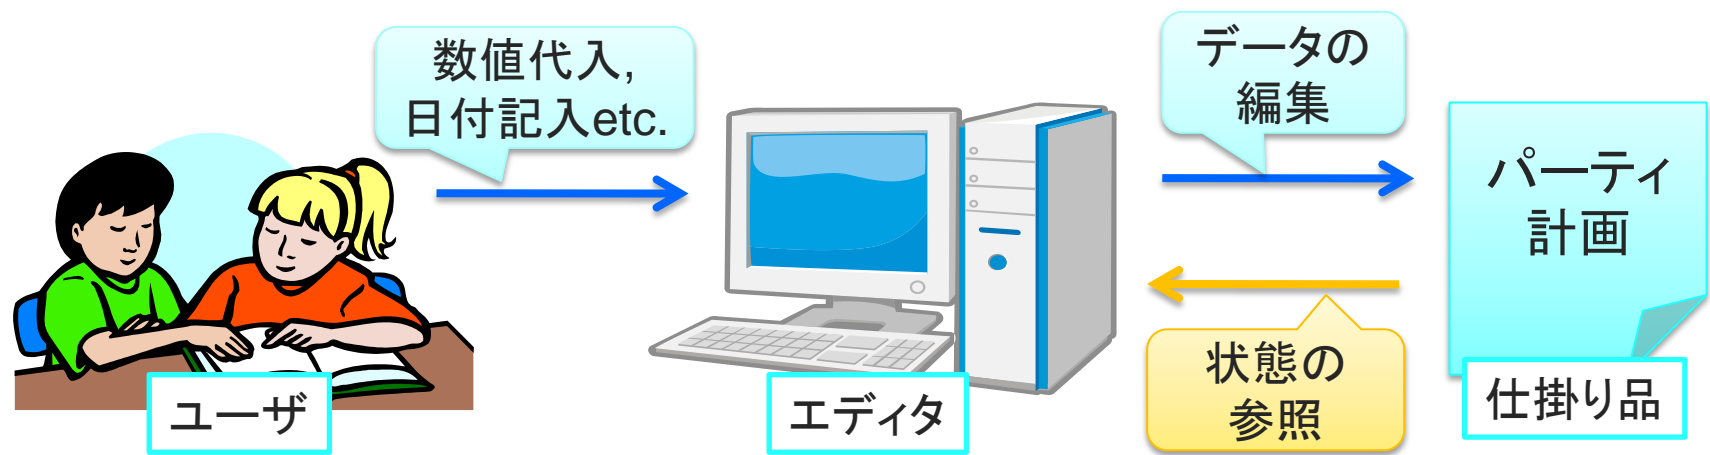 数値代入,
日付記入etc.
データの
編集
パーティ
計画
状態の
参照
ユーザ
エディタ
仕掛り品